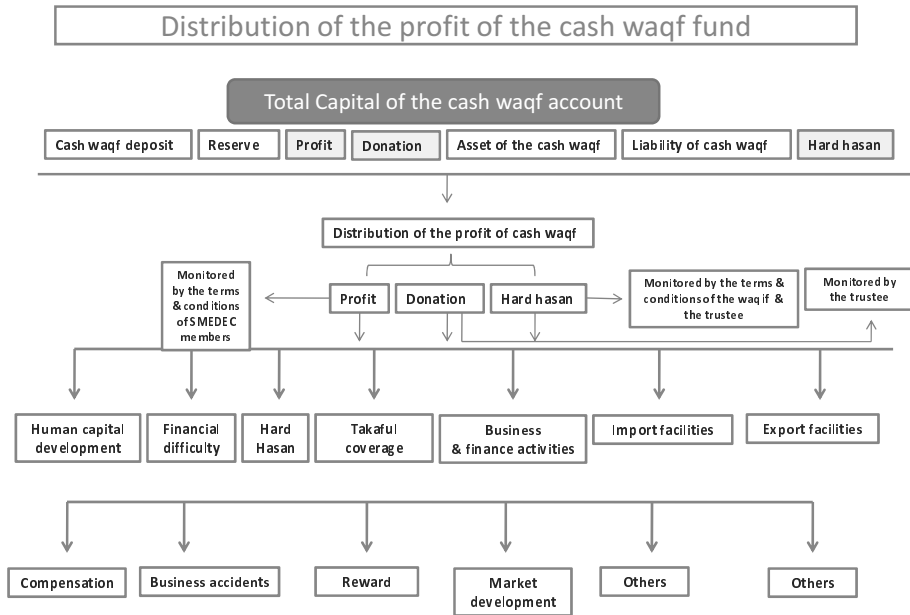 Distribution of the profit of the cash waqf fund
Total Capital of the cash waqf account
Cash waqf deposit
Reserve
Profit
Donation
Asset of the cash waqf
Liability of cash waqf
Hard hasan
Distribution of the profit of cash waqf
Monitored
by the terms
& conditions
of SMEDEC
members
Profit
Donation
Hard hasan
Monitored by the terms &
conditions of the waqif &
the trustee
Monitored by
the trustee
Human capital
development
Financial
difficulty
Hard
Hasan
Takaful
coverage
Business
& finance activities
Import facilities
Export facilities
Compensation
Business accidents
Reward
Market
development
Others
Others